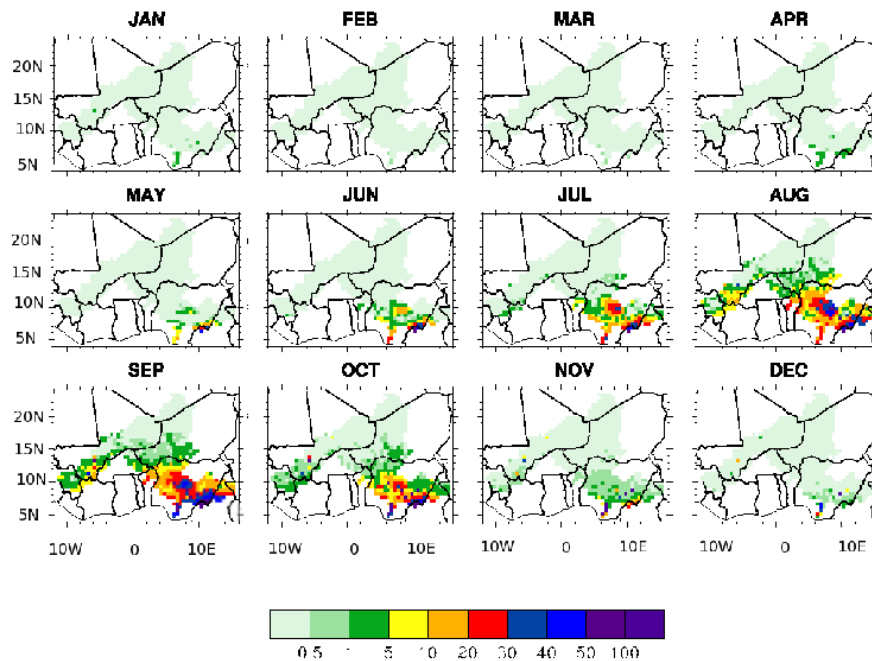 JAN FEB MAR APR
20N
15N
10N
5N
MAY JUN JUL AUG
20N
15N
10N
5N
SEP OCT NOV DEC
20N
15N
10N
5N
10W 0 10E 10W 0 10E 10W 0 10E 10W 0 10E
0.5 1 5 10 20 30 40 50 100